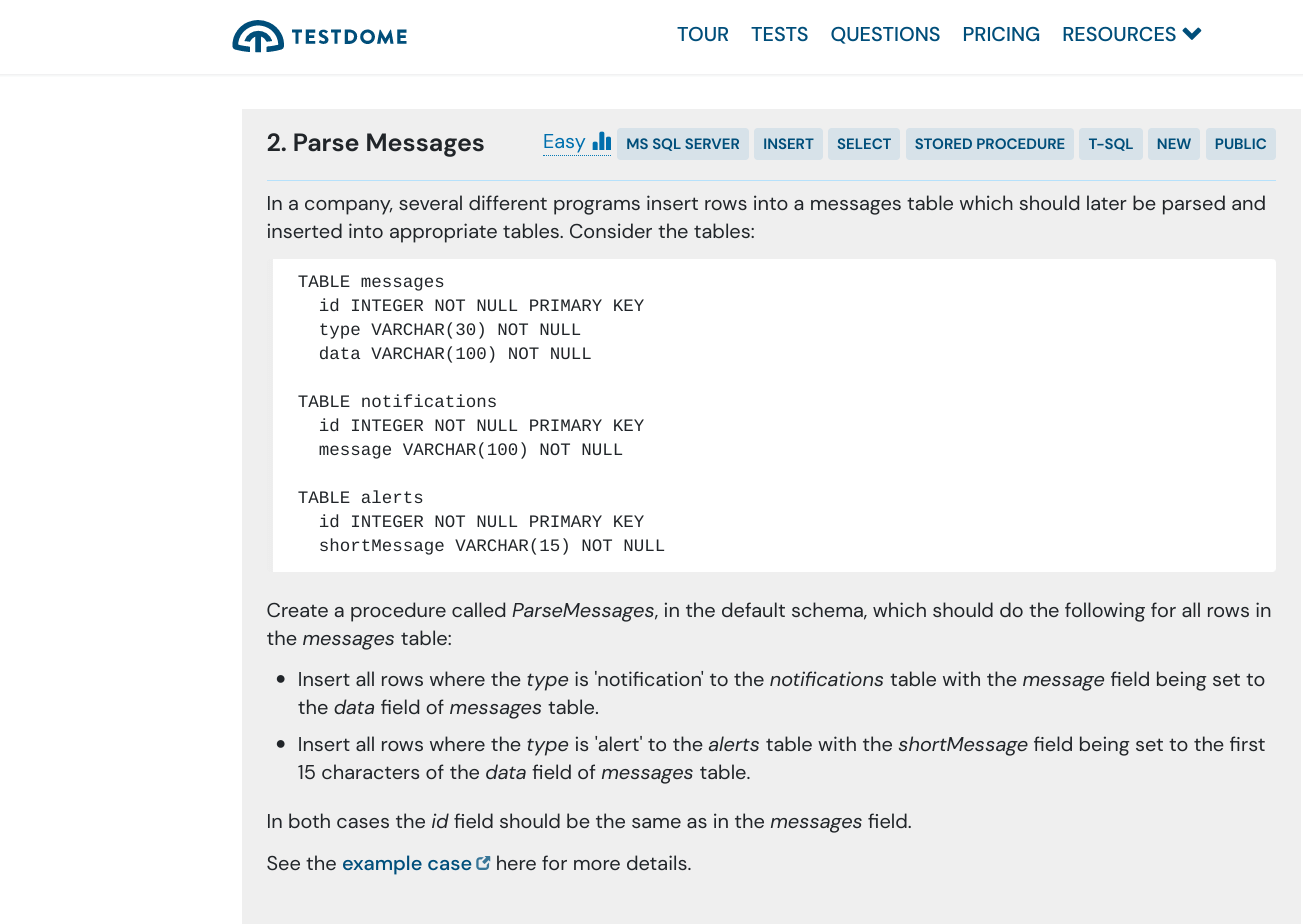 TESTDOME
TOUR TESTS QUESTIONS PRICING RESOURCES
2. Parse Messages
Easy MS SQL SERVER INSERT SELECT STORED PROCEDURE T-SQL NEW PUBLIC
In a company, several different programs insert rows into a messages table which should later be parsed and
inserted into appropriate tables. Consider the tables:
TABLE messages
  id INTEGER NOT NULL PRIMARY KEY
  type VARCHAR(30) NOT NULL
  data VARCHAR(100) NOT NULL

TABLE notifications
  id INTEGER NOT NULL PRIMARY KEY
  message VARCHAR(100) NOT NULL

TABLE alerts
  id INTEGER NOT NULL PRIMARY KEY
  shortMessage VARCHAR(15) NOT NULL
Create a procedure called ParseMessages, in the default schema, which should do the following for all rows in
the messages table:
• Insert all rows where the type is 'notification' to the notifications table with the message field being set to
the data field of messages table.
• Insert all rows where the type is 'alert' to the alerts table with the shortMessage field being set to the first
15 characters of the data field of messages table.
In both cases the id field should be the same as in the messages field.
See the example case here for more details.